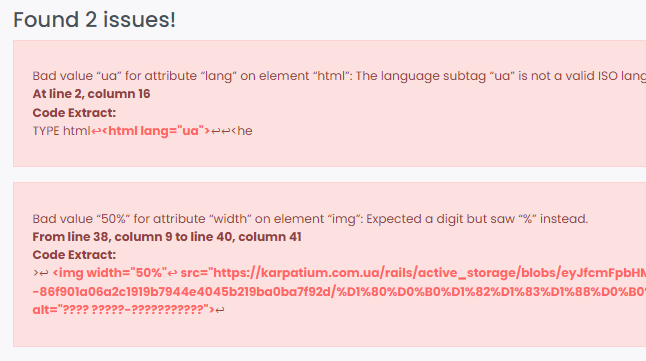 Found 2 issues!
Bad value “ua” for attribute “lang” on element “html”: The language subtag “ua” is not a valid ISO lang
At line 2, column 16
Code Extract:
TYPE html↩<html lang="ua">↩↩<he
Bad value “50%” for attribute “width” on element “img”: Expected a digit but saw “%” instead.
From line 38, column 9 to line 40, column 41
Code Extract:
>↩ <img width="50%"↩ src="https://karpatium.com.ua/rails/active_storage/blobs/eyJfcmFpbHM
-86f901a06a2c1919b7944e4045b219ba0ba7f92d/%D1%80%D0%B0%D1%82%D1%83%D1%88%D0%B0%
alt="???? ?????-???????????">↩